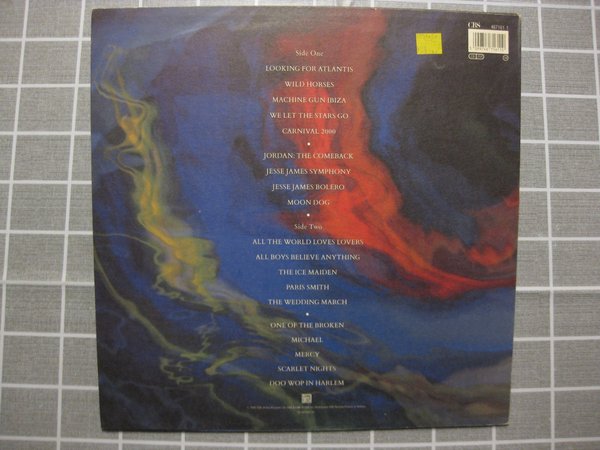 CBS
467161 1
Side One
LOOKING FOR ATLANTIS
WILD HORSES
MACHINE GUN IBIZA
WE LET THE STARS GO
CARNIVAL 2000
JORDAN: THE COMEBACK
JESSE JAMES SYMPHONY
JESSE JAMES BOLERO
MOON DOG
Side Two
ALL THE WORLD LOVES LOVERS
ALL BOYS BELIEVE ANYTHING
THE ICE MAIDEN
PARIS SMITH
THE WEDDING MARCH
ONE OF THE BROKEN
MICHAEL
MERCY
SCARLET NIGHTS
DOO WOP IN HARLEM